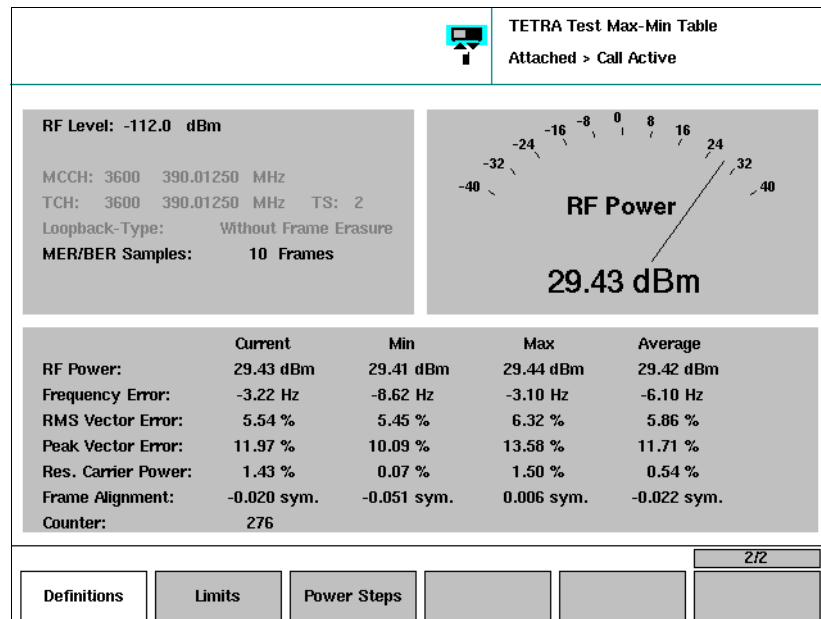 TETRA Test Max-Min Table
Attached > Call Active
RF Level: -112.0 dBm
MCCH: 3600 390.01250 MHz
TCH: 3600 390.01250 MHz TS: 2
Loopback-Type: Without Frame Erasure
MER/BER Samples: 10 Frames
-40 -32 -24 -16 -8 0 8 16 24 32 40
RF Power
29.43 dBm
Current Min Max Average
RF Power: 29.43 dBm 29.41 dBm 29.44 dBm 29.42 dBm
Frequency Error: -3.22 Hz -8.62 Hz -3.10 Hz -6.10 Hz
RMS Vector Error: 5.54 % 5.45 % 6.32 % 5.86 %
Peak Vector Error: 11.97 % 10.09 % 13.58 % 11.71 %
Res. Carrier Power: 1.43 % 0.07 % 1.50 % 0.54 %
Frame Alignment: -0.020 sym. -0.051 sym. 0.006 sym. -0.022 sym.
Counter: 276
2/2
Definitions Limits Power Steps